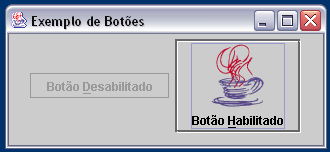 Exemplo de Botões
Botão Desabilitado
Botão Habilitado